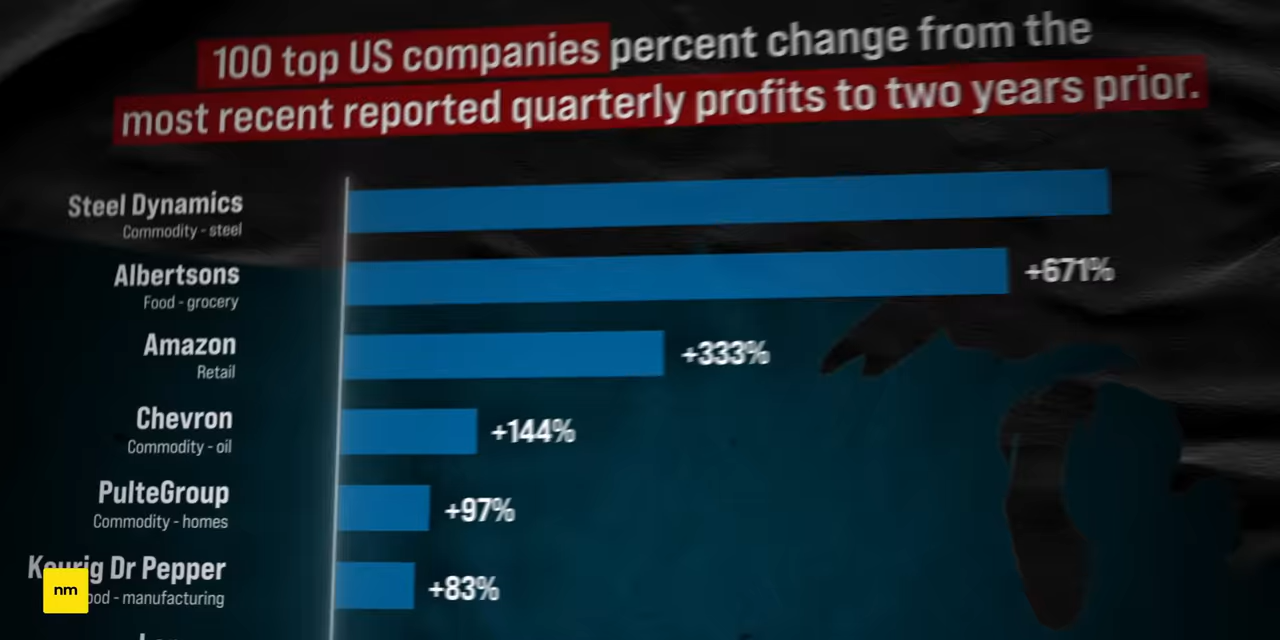 100 top US companies percent change from the
most recent reported quarterly profits to two years prior.
Steel Dynamics
Commodity - steel
Albertsons
Food - grocery
+671%
Amazon
Retail
+333%
Chevron
Commodity - oil
+144%
PulteGroup
Commodity - homes
+97%
Keurig Dr Pepper
- manufacturing
+83%
nm